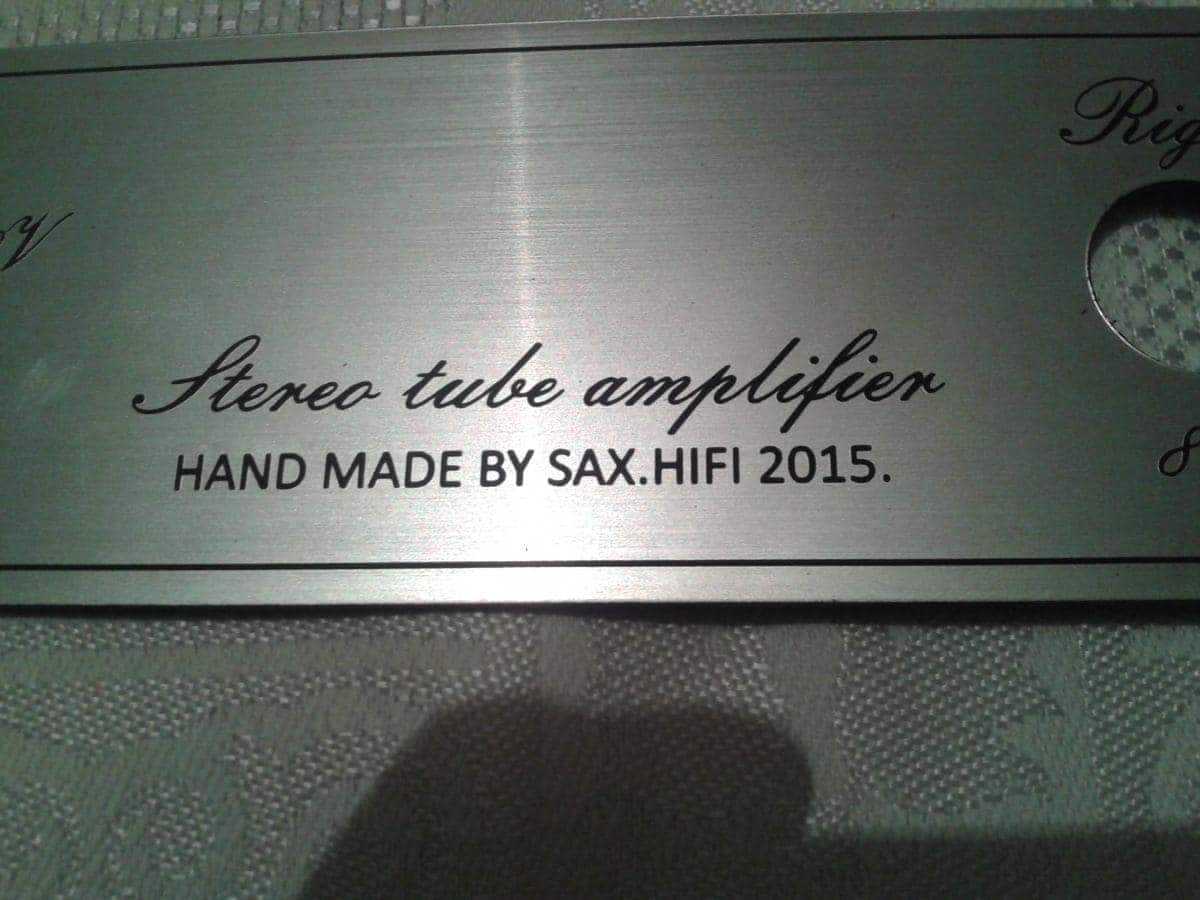 Stereo tube amplifier
HAND MADE BY SAX.HIFI 2015.